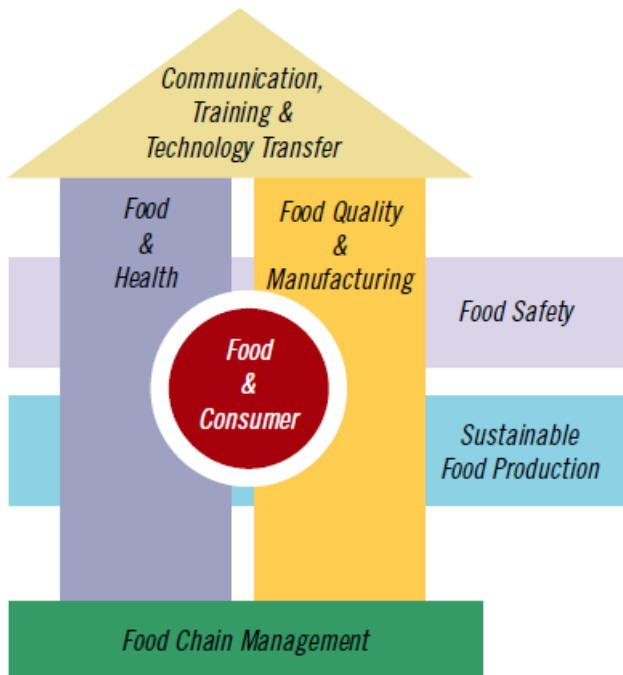 Communication,
Training &
Technology Transfer
Food
&
Health
Food Quality
&
Manufacturing
Food Safety
Food
&
Consumer
Sustainable
Food Production
Food Chain Management